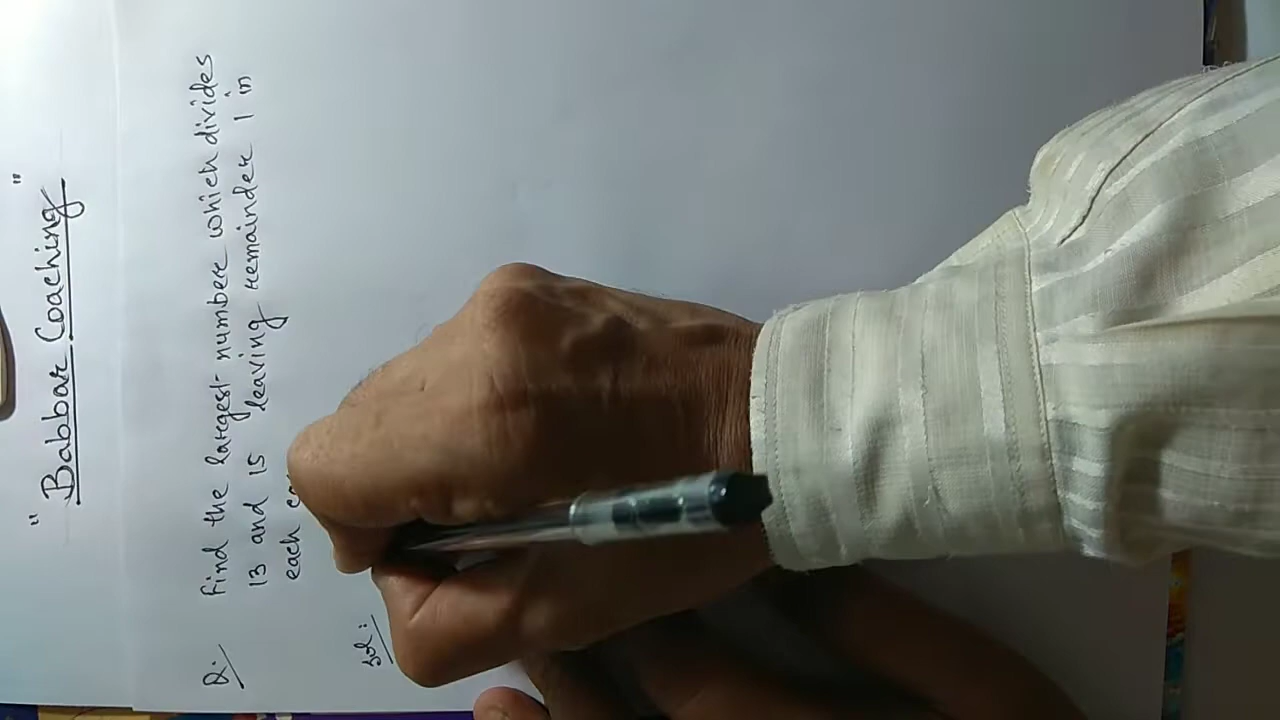 " Babbar Coaching "
Q. Find the largest number which divides
13 and 15 leaving remainder 1 in
each
Sol: